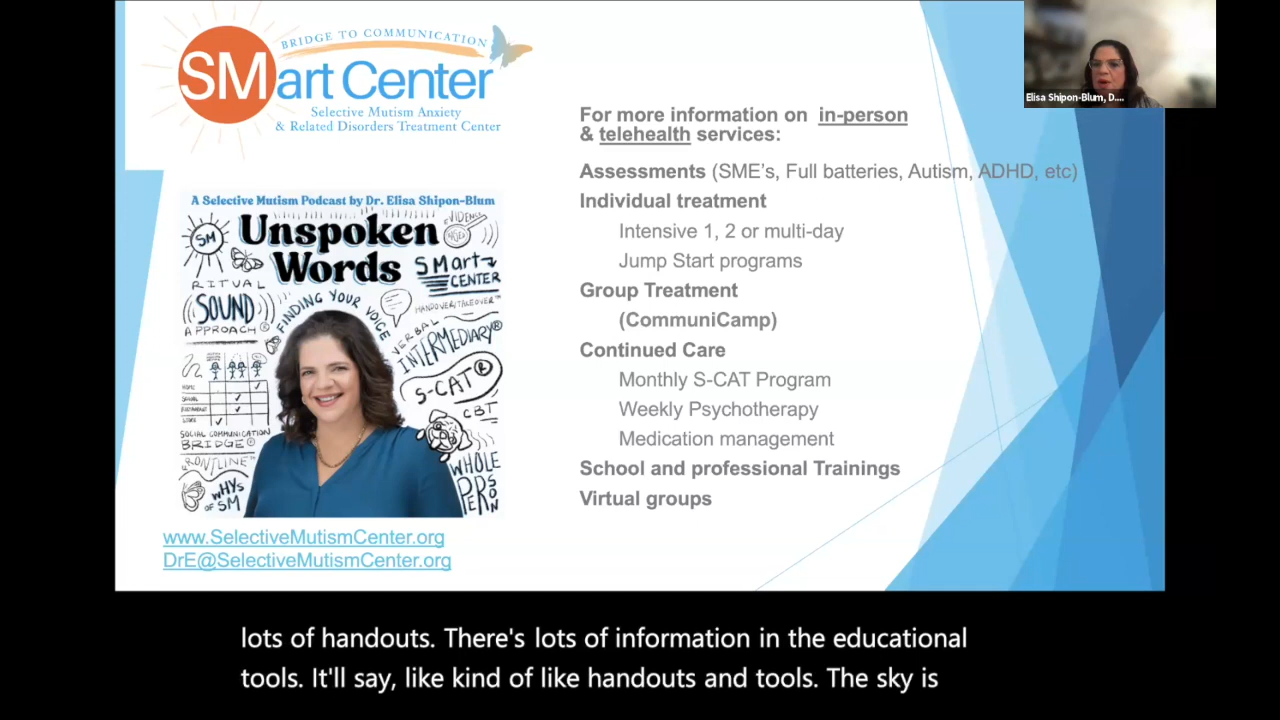 BRIDGE TO COMMUNICATION
SMart Center
Selective Mutism Anxiety
& Related Disorders Treatment Center
Elisa Shipon-Blum, D....
For more information on in-person
& telehealth services:
Assessments (SME's, Full batteries, Autism, ADHD, etc)
Individual treatment
Intensive 1, 2 or multi-day
Jump Start programs
Group Treatment
(CommuniCamp)
Continued Care
Monthly S-CAT Program
Weekly Psychotherapy
Medication management
School and professional Trainings
Virtual groups
A Selective Mutism Podcast by Dr. Elisa Shipon-Blum
Unspoken
Words
SM
EVIDENCE
SMart
CENTER
RITUAL
SOUND
APPROACH®
FINDING YOUR VOICE
HANDOVER/TAKEOVER™
VERBAL
INTERMEDIARY®
S-CAT®
CBT
SOCIAL COMMUNICATION
BRIDGE®
FRONTLINE™
WHYS
OF SM
WHOLE
PERSON
www.SelectiveMutismCenter.org
DrE@SelectiveMutismCenter.org
lots of handouts. There's lots of information in the educational
tools. It'll say, like kind of like handouts and tools. The sky is